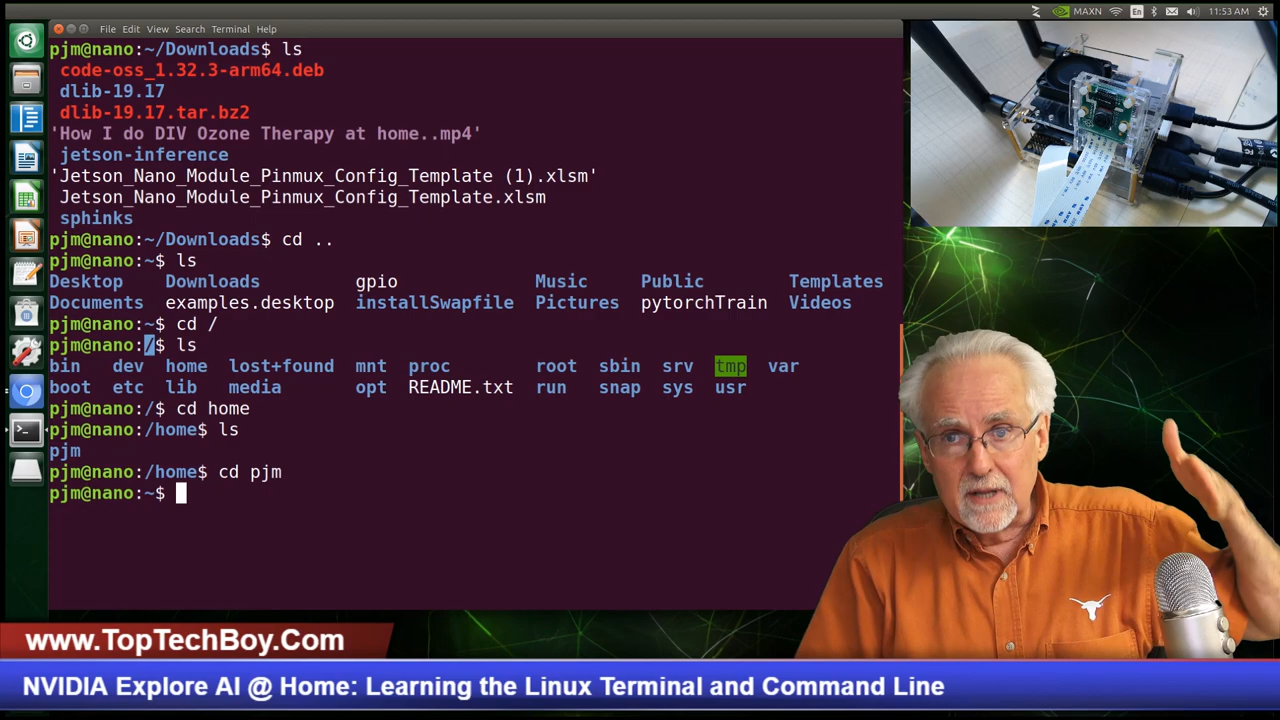 File Edit View Search Terminal Help
MAXN En 11:53 AM
pjm@nano:~/Downloads$ ls
code-oss_1.32.3-arm64.deb
dlib-19.17
dlib-19.17.tar.bz2
'How I do DIV Ozone Therapy at home..mp4'
jetson-inference
'Jetson_Nano_Module_Pinmux_Config_Template (1).xlsm'
Jetson_Nano_Module_Pinmux_Config_Template.xlsm
sphinks
pjm@nano:~/Downloads$ cd ..
pjm@nano:~$ ls
Desktop Downloads gpio Music Public Templates
Documents examples.desktop installSwapfile Pictures pytorchTrain Videos
pjm@nano:~$ cd /
pjm@nano:/$ ls
bin dev home lost+found mnt proc root sbin srv tmp var
boot etc lib media opt README.txt run snap sys usr
pjm@nano:/$ cd home
pjm@nano:/home$ ls
pjm
pjm@nano:/home$ cd pjm
pjm@nano:~$
www.TopTechBoy.Com
NVIDIA Explore AI @ Home: Learning the Linux Terminal and Command Line